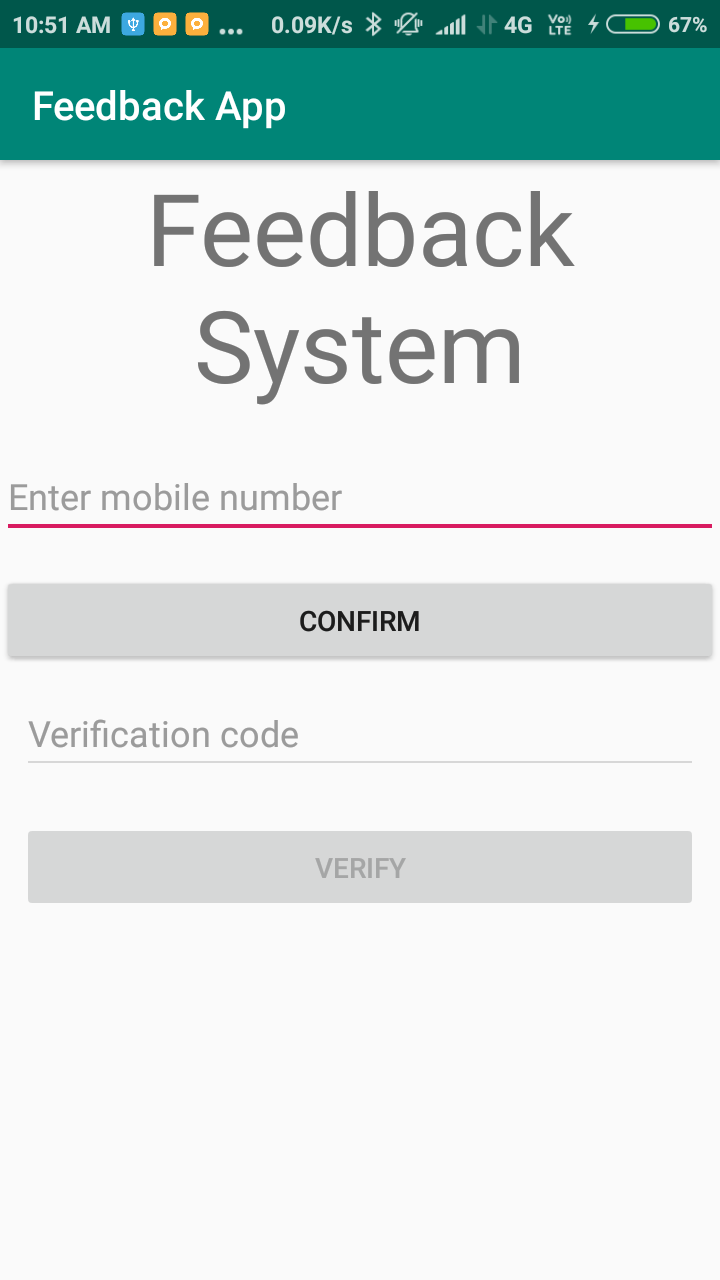 10:51 AM ... 0.09K/s 4G Vo LTE 67%
Feedback App
Feedback
System
Enter mobile number
CONFIRM
Verification code
VERIFY